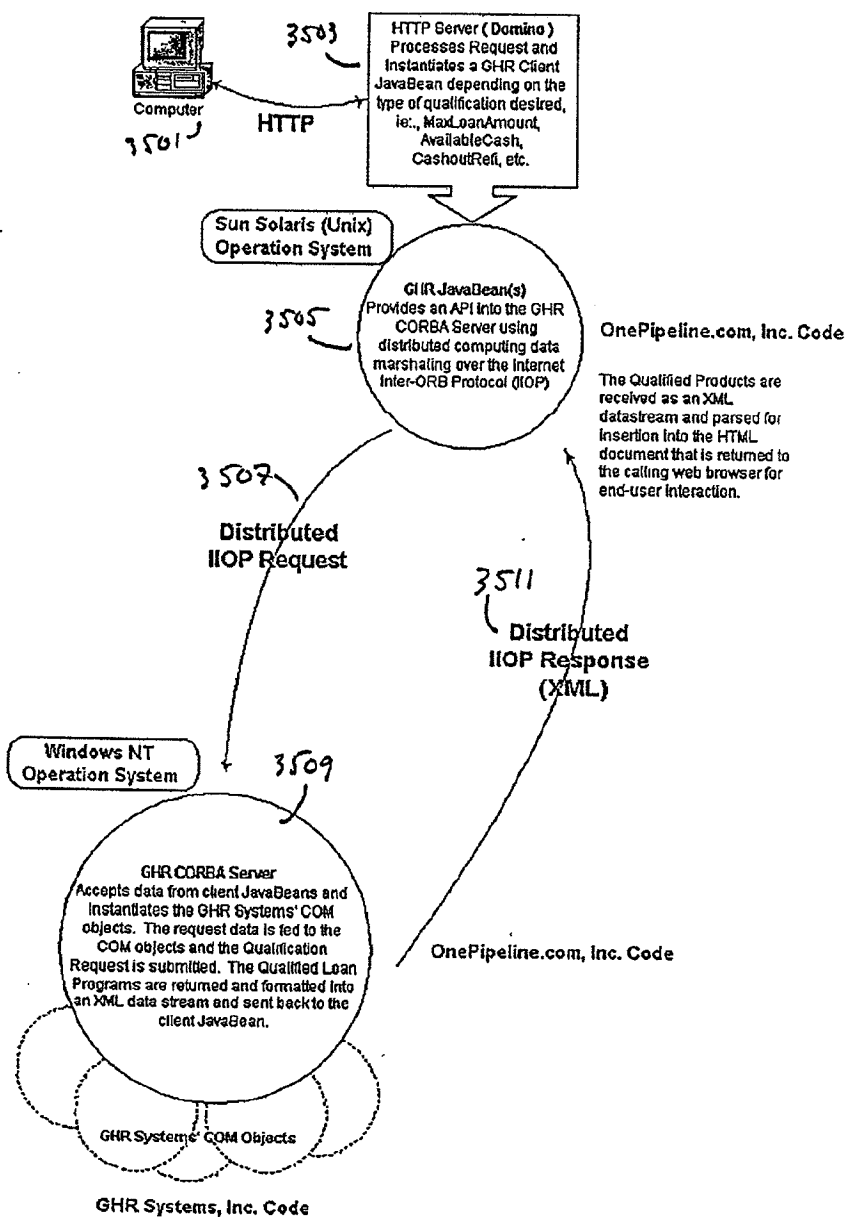 3503
HTTP Server (Domino)
Processes Request and
Instantiates a GHR Client
JavaBean depending on the
type of qualification desired,
ie:., MaxLoanAmount,
AvailableCash,
CashoutRefi, etc.
Computer
3501
HTTP
Sun Solaris (Unix)
Operation System
GHR JavaBean(s)
Provides an API into the GHR
CORBA Server using
distributed computing data
marshaling over the Internet
Inter-ORB Protocol (IIOP)
3505
OnePipeline.com, Inc. Code
The Qualified Products are
received as an XML
datastream and parsed for
insertion into the HTML
document that is returned to
the calling web browser for
end-user interaction.
3507
Distributed
IIOP Request
3511
Distributed
IIOP Response
(XML)
Windows NT
Operation System
3509
GHR CORBA Server
Accepts data from client JavaBeans and
instantiates the GHR Systems' COM
objects. The request data is fed to the
COM objects and the Qualification
Request is submitted. The Qualified Loan
Programs are returned and formatted into
an XML data stream and sent back to the
client JavaBean.
OnePipeline.com, Inc. Code
GHR Systems' COM Objects
GHR Systems, Inc. Code